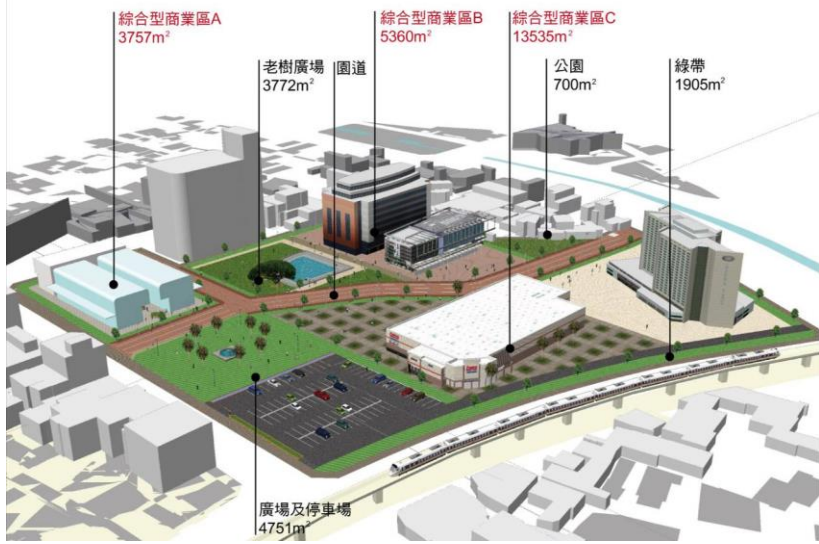 綜合型商業區A
3757m²
綜合型商業區B
5360m²
綜合型商業區C
13535m²
老樹廣場
3772m²
園道
公園
700m²
綠帶
1905m²
廣場及停車場
4751m²